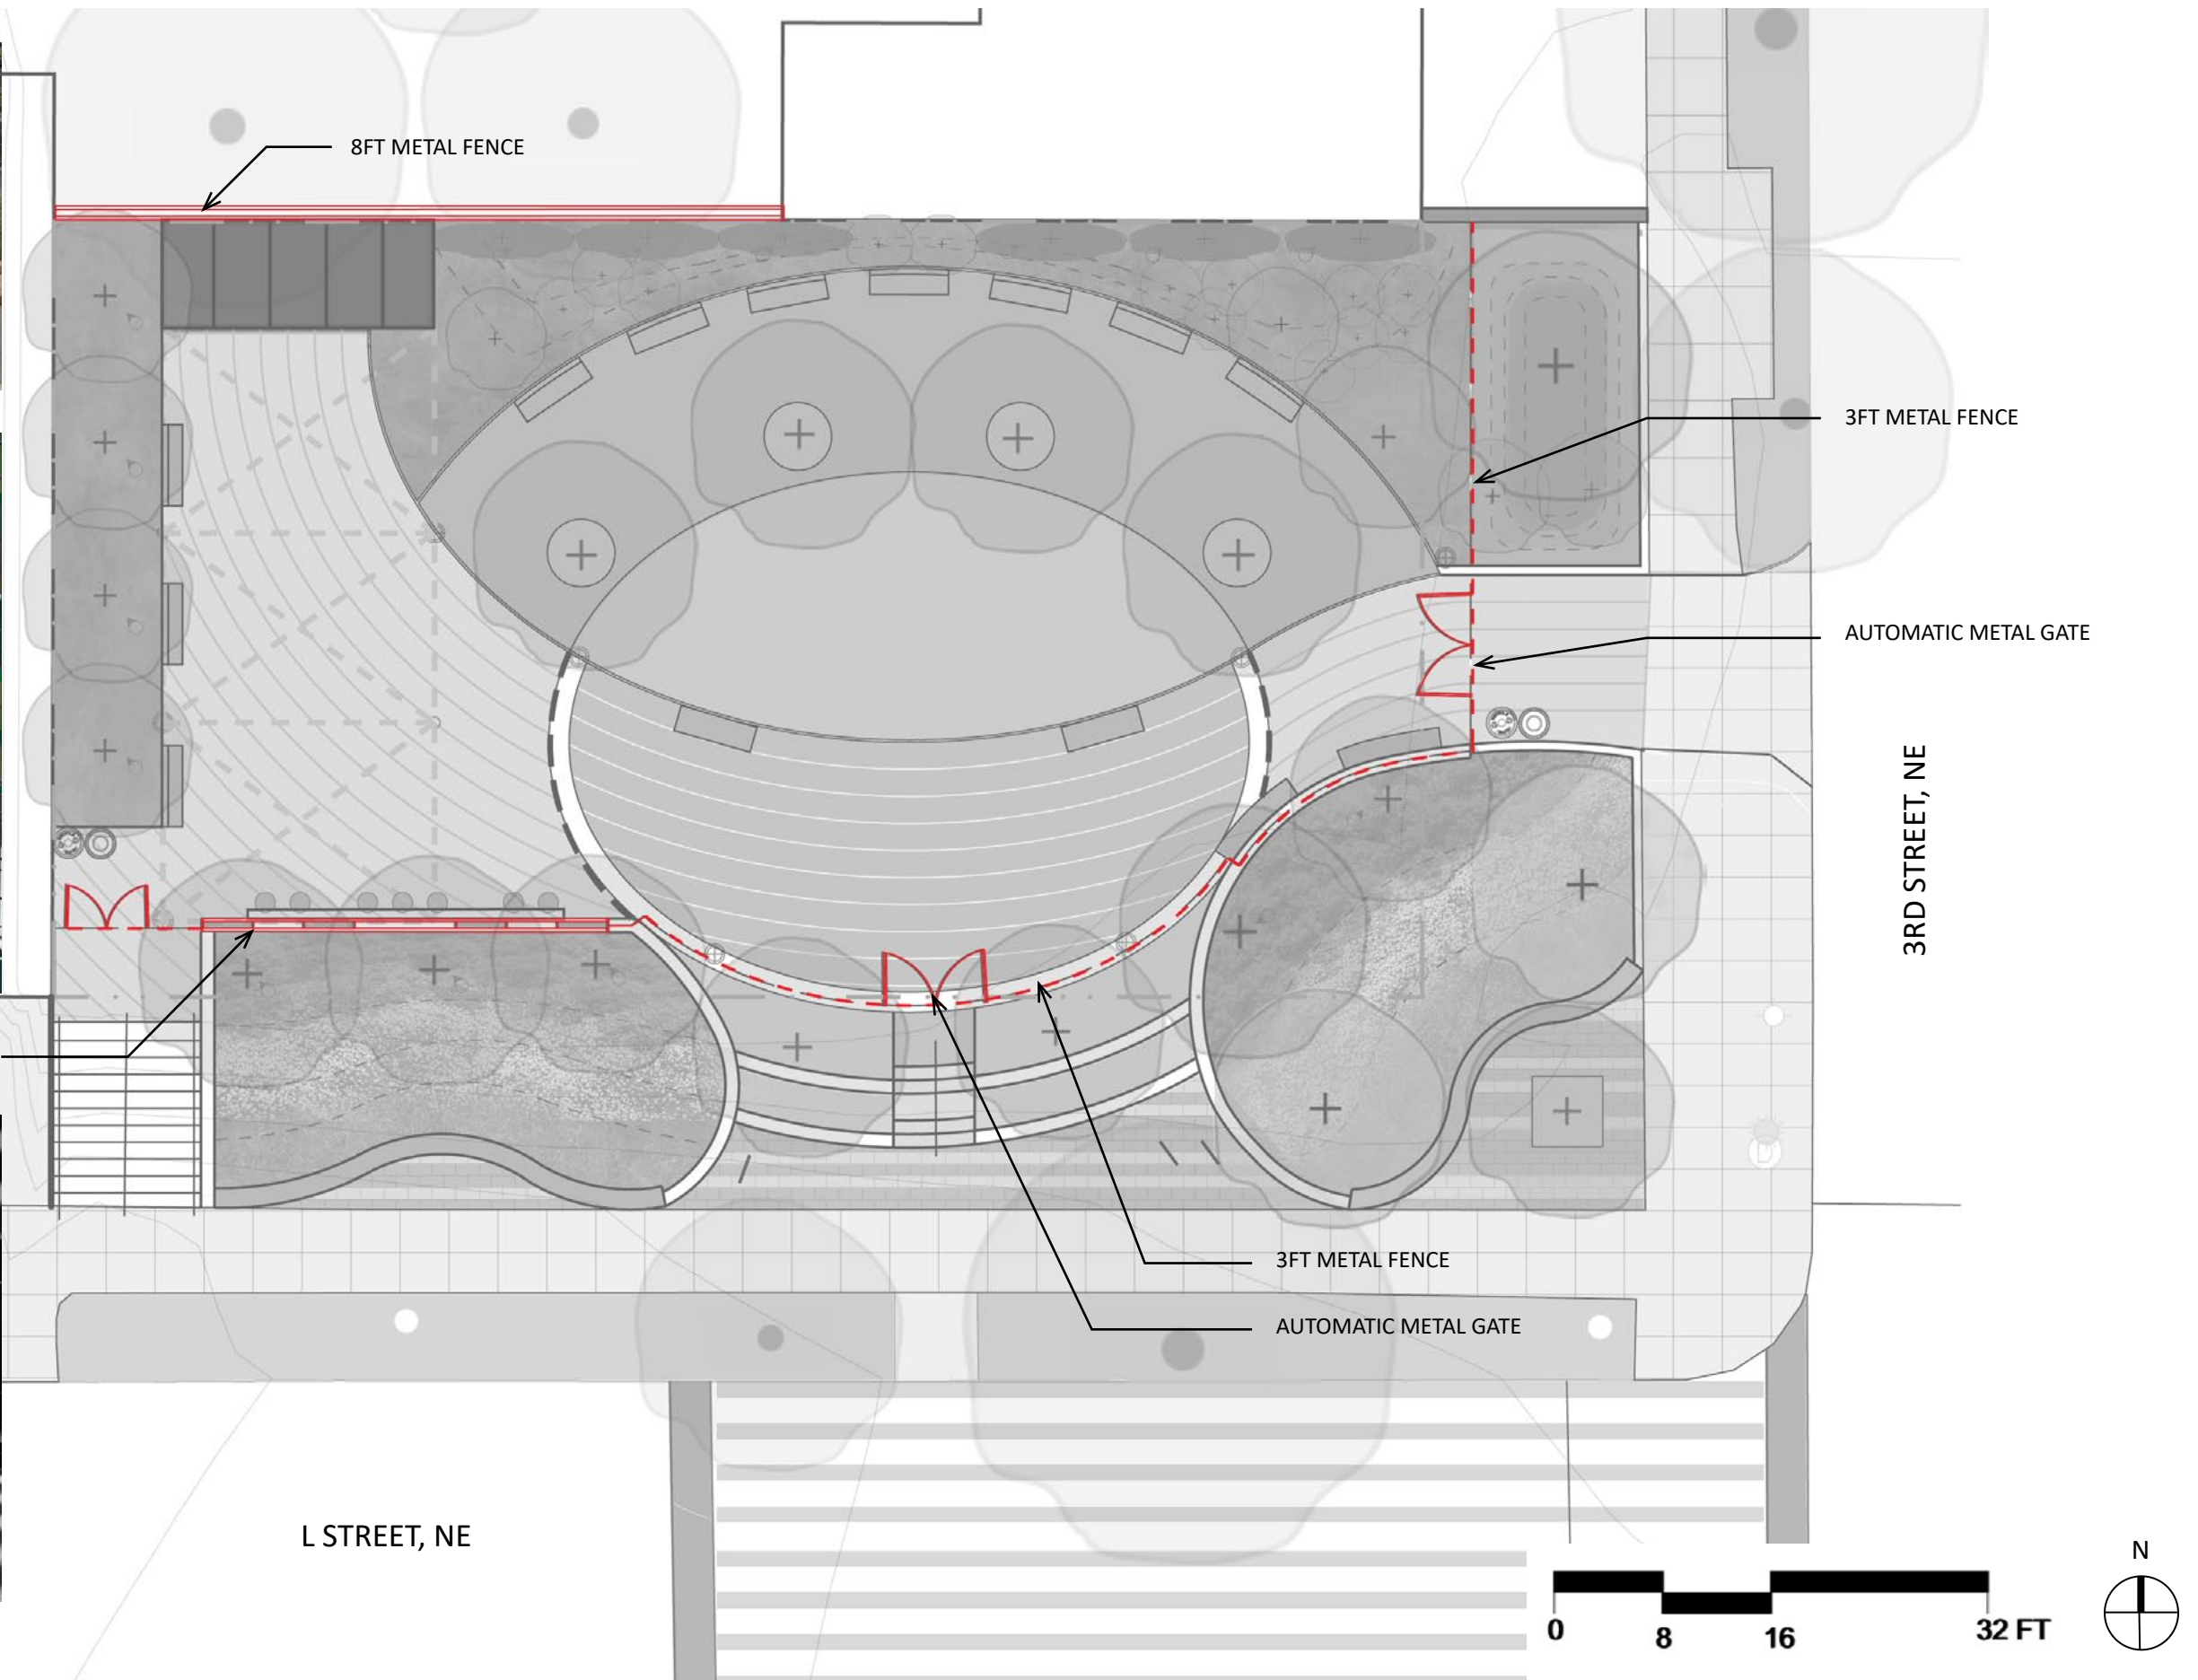 8FT METAL FENCE
3FT METAL FENCE
AUTOMATIC METAL GATE
3RD STREET, NE
3FT METAL FENCE
AUTOMATIC METAL GATE
L STREET, NE
N
0 8 16 32 FT
D